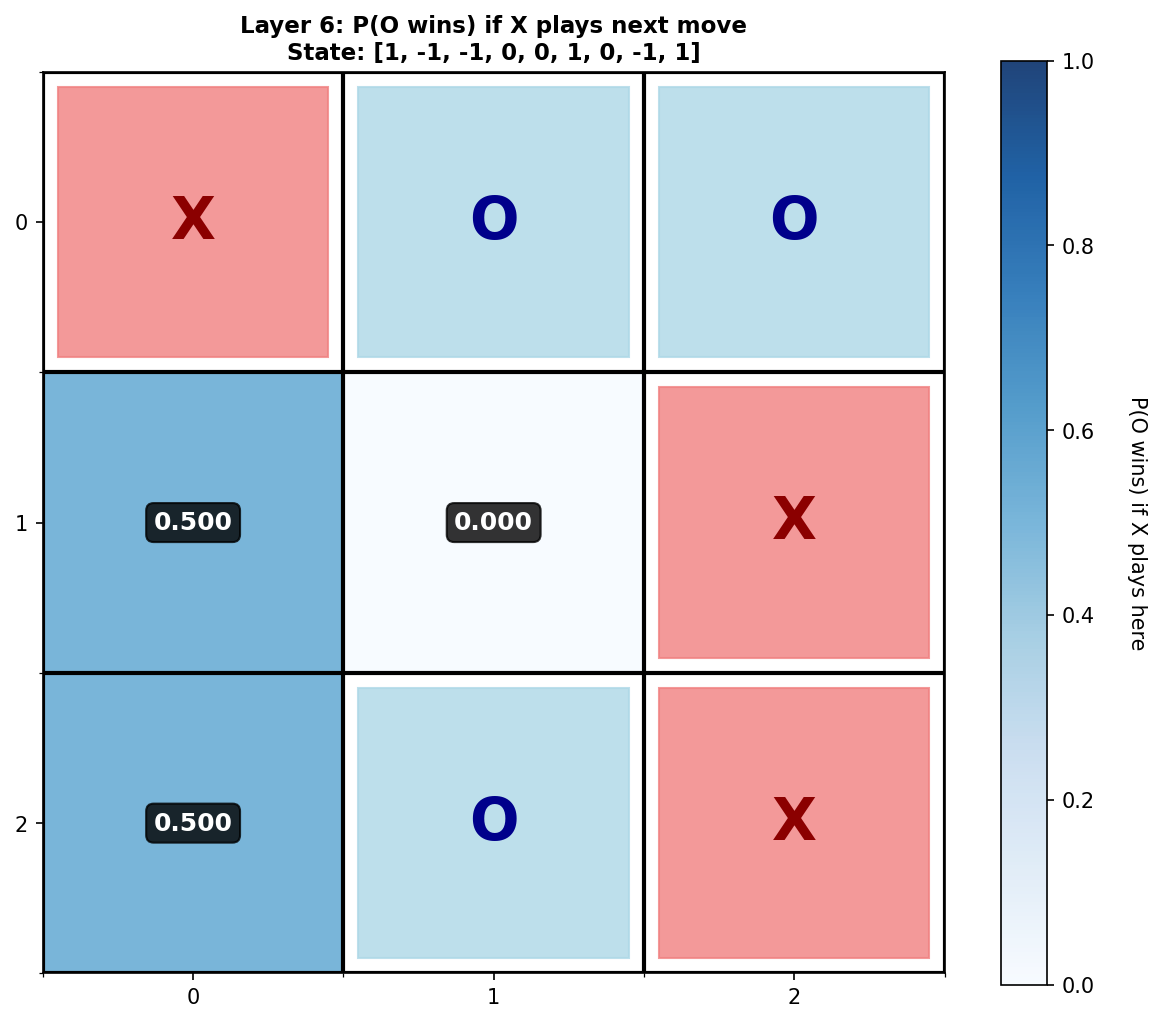 Layer 6: P(O wins) if X plays next move
State: [1, -1, -1, 0, 0, 1, 0, -1, 1]
X O O
0.500 0.000 X
0.500 O X
0
1
2
0 1 2
1.0
0.8
0.6
0.4
0.2
0.0
P(O wins) if X plays here